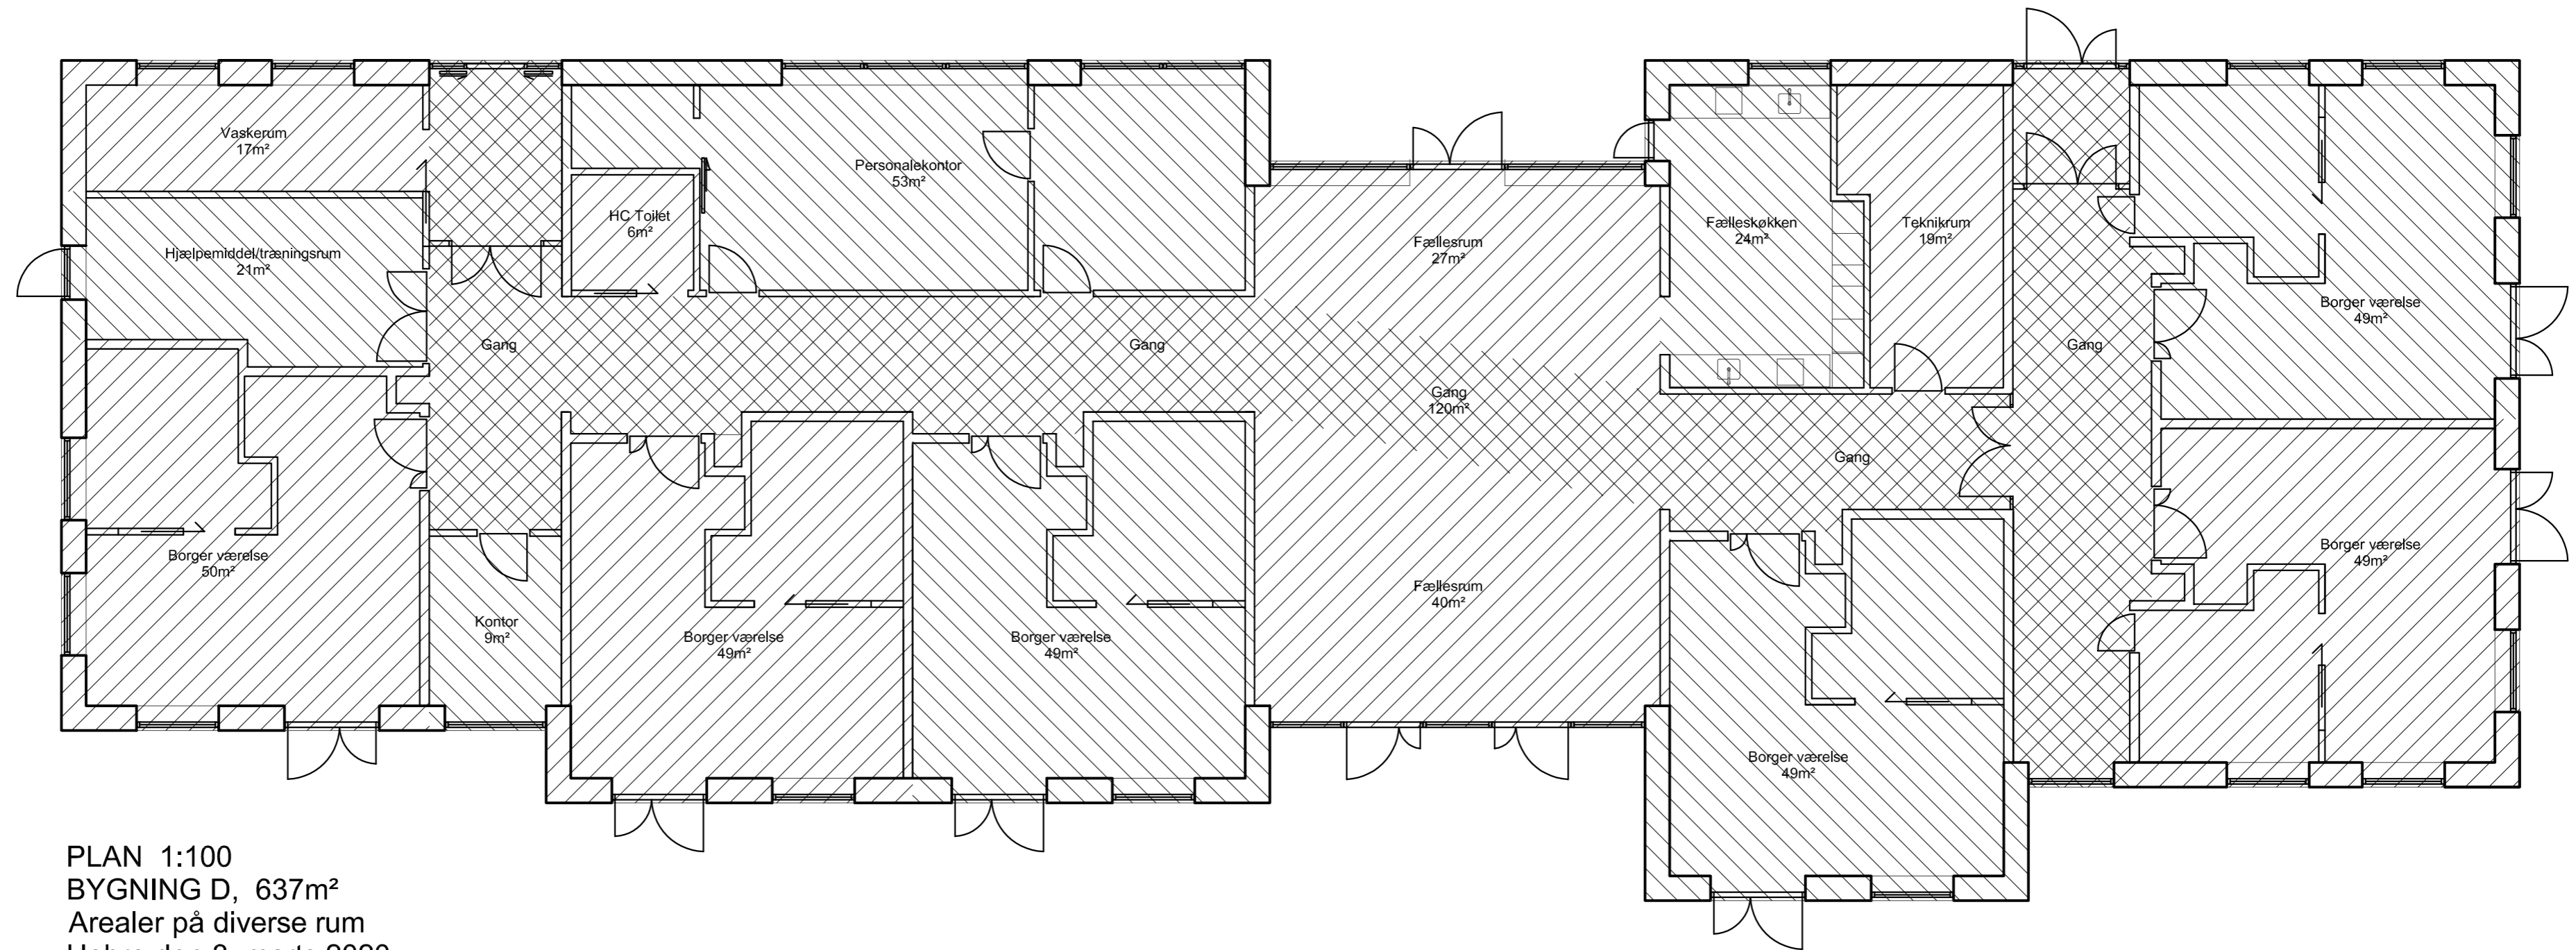 Vaskerum
17m²
Hjælpemiddel/træningsrum
21m²
HC Toilet
6m²
Personalekontor
53m²
Fællesrum
27m²
Fælleskøkken
24m²
Teknikrum
19m²
Borger værelse
49m²
Gang
Gang
Gang
120m²
Gang
Gang
Borger værelse
50m²
Kontor
9m²
Borger værelse
49m²
Borger værelse
49m²
Fællesrum
40m²
Borger værelse
49m²
Borger værelse
49m²
PLAN 1:100
BYGNING D, 637m²
Arealer på diverse rum